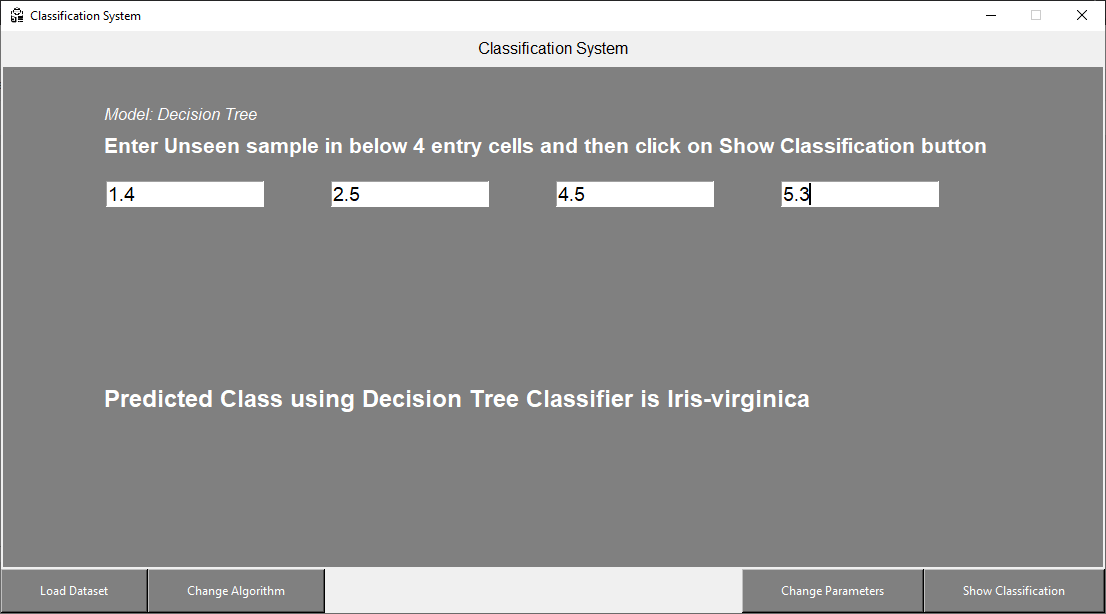 Classification System
Classification System
Model: Decision Tree
Enter Unseen sample in below 4 entry cells and then click on Show Classification button
1.4 2.5 4.5 5.3
Predicted Class using Decision Tree Classifier is Iris-virginica
Load Dataset Change Algorithm Change Parameters Show Classification